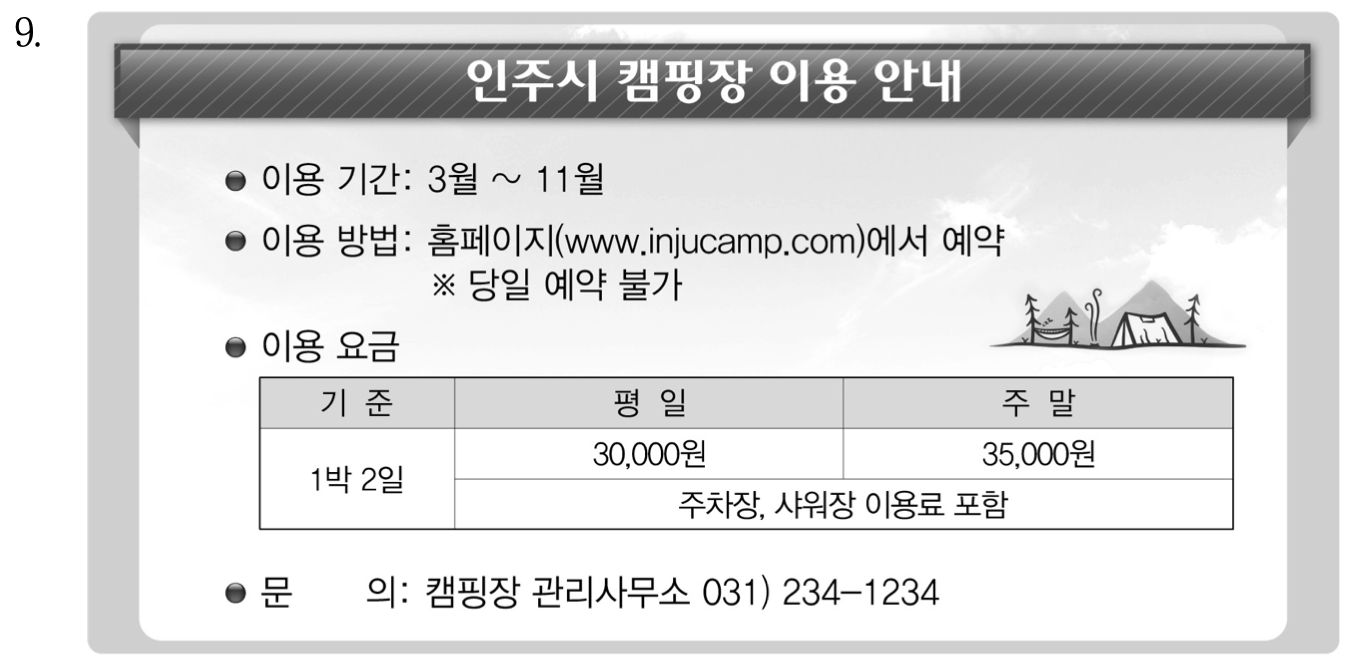 9.
인주시 캠핑장 이용 안내
이용 기간: 3월 ~ 11월
이용 방법: 홈페이지(www.injucamp.com)에서 예약
※ 당일 예약 불가
이용 요금
기 준 평 일 주 말
1박 2일 30,000원 35,000원
주차장, 샤워장 이용료 포함
문 의: 캠핑장 관리사무소 031) 234-1234